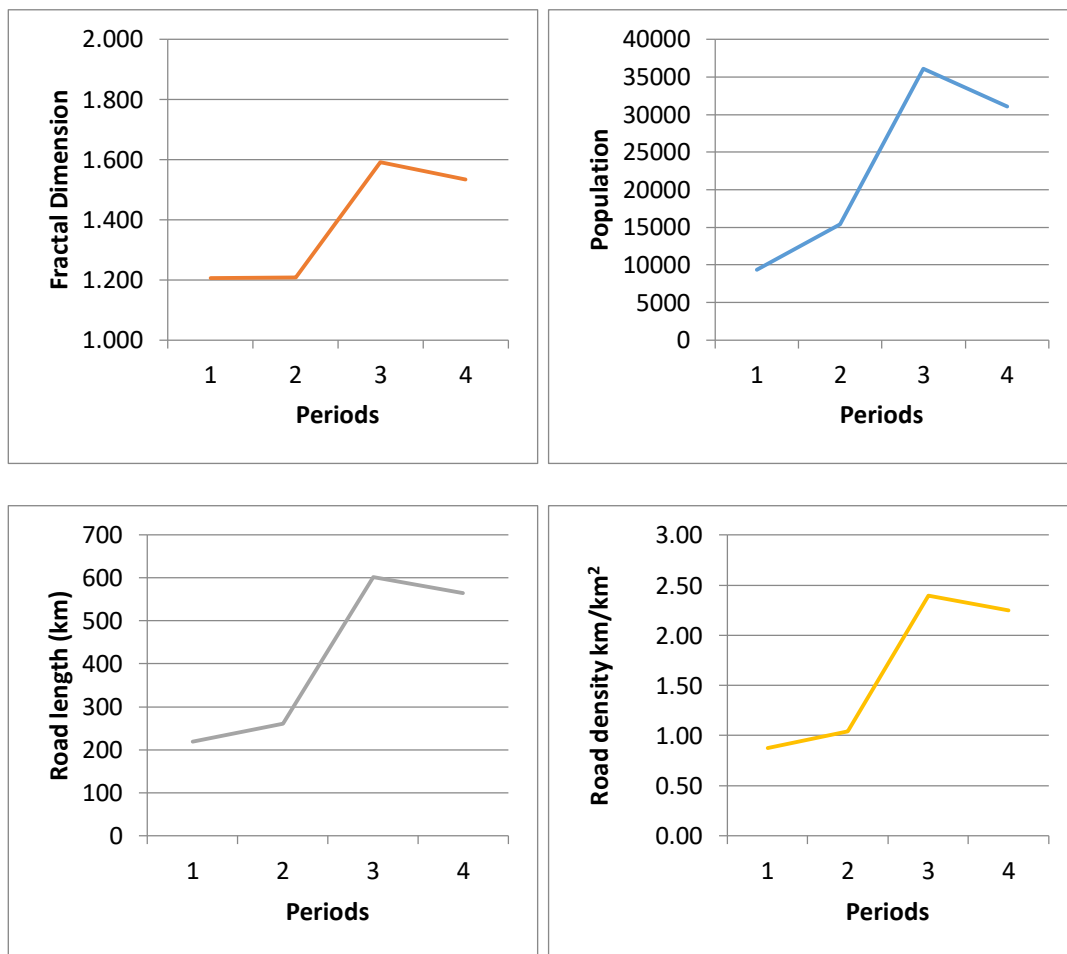 Fractal Dimension
2.000
1.800
1.600
1.400
1.200
1.000
1 2 3 4
Periods
Population
40000
35000
30000
25000
20000
15000
10000
5000
0
1 2 3 4
Periods
Road length (km)
700
600
500
400
300
200
100
0
1 2 3 4
Periods
Road density km/km²
3.00
2.50
2.00
1.50
1.00
0.50
0.00
1 2 3 4
Periods